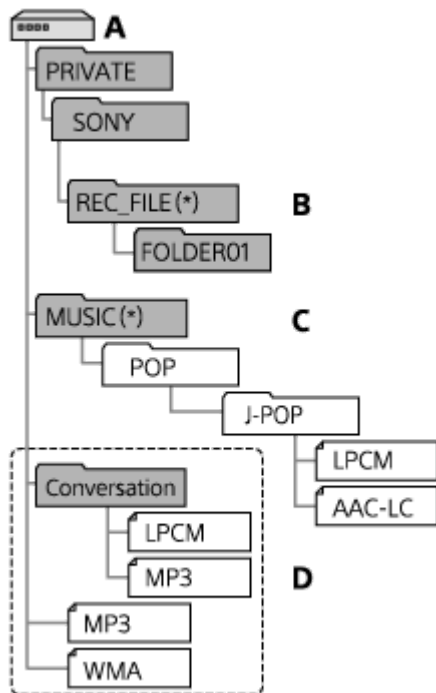 A
PRIVATE
SONY
REC_FILE(*) B
FOLDER01
MUSIC(*) C
POP
J-POP
LPCM
AAC-LC
Conversation
LPCM
MP3 D
MP3
WMA